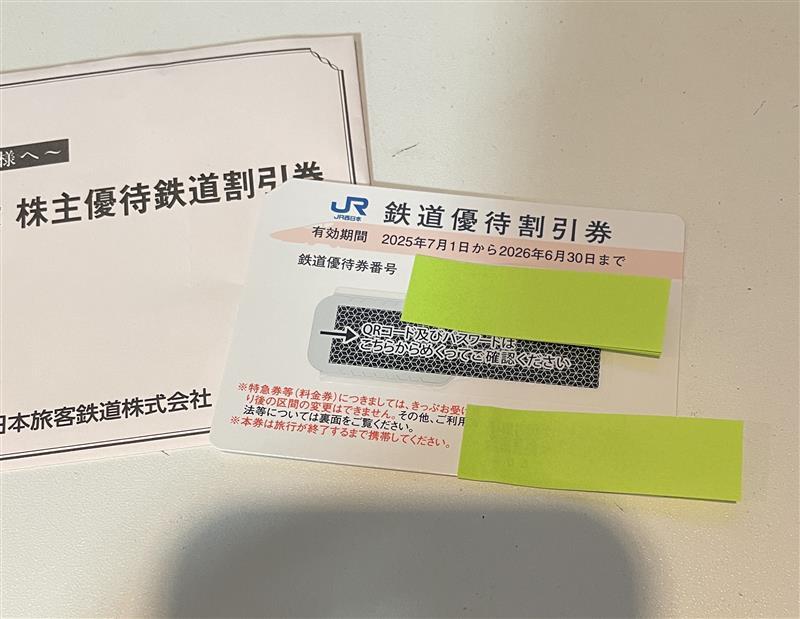 様へ～
株主優待鉄道割引券
日本旅客鉄道株式会社
JR
JR西日本
鉄道優待割引券
有効期間 2025年7月1日から2026年6月30日まで
鉄道優待券番号
QRコード及びパスワードは
こちらからめくってご確認ください
※特急券等(料金券)につきましては、きっぷお受け
り後の区間の変更はできません。その他、ご利用
法等については裏面をご覧ください。
※本券は旅行が終了するまで携帯してください。